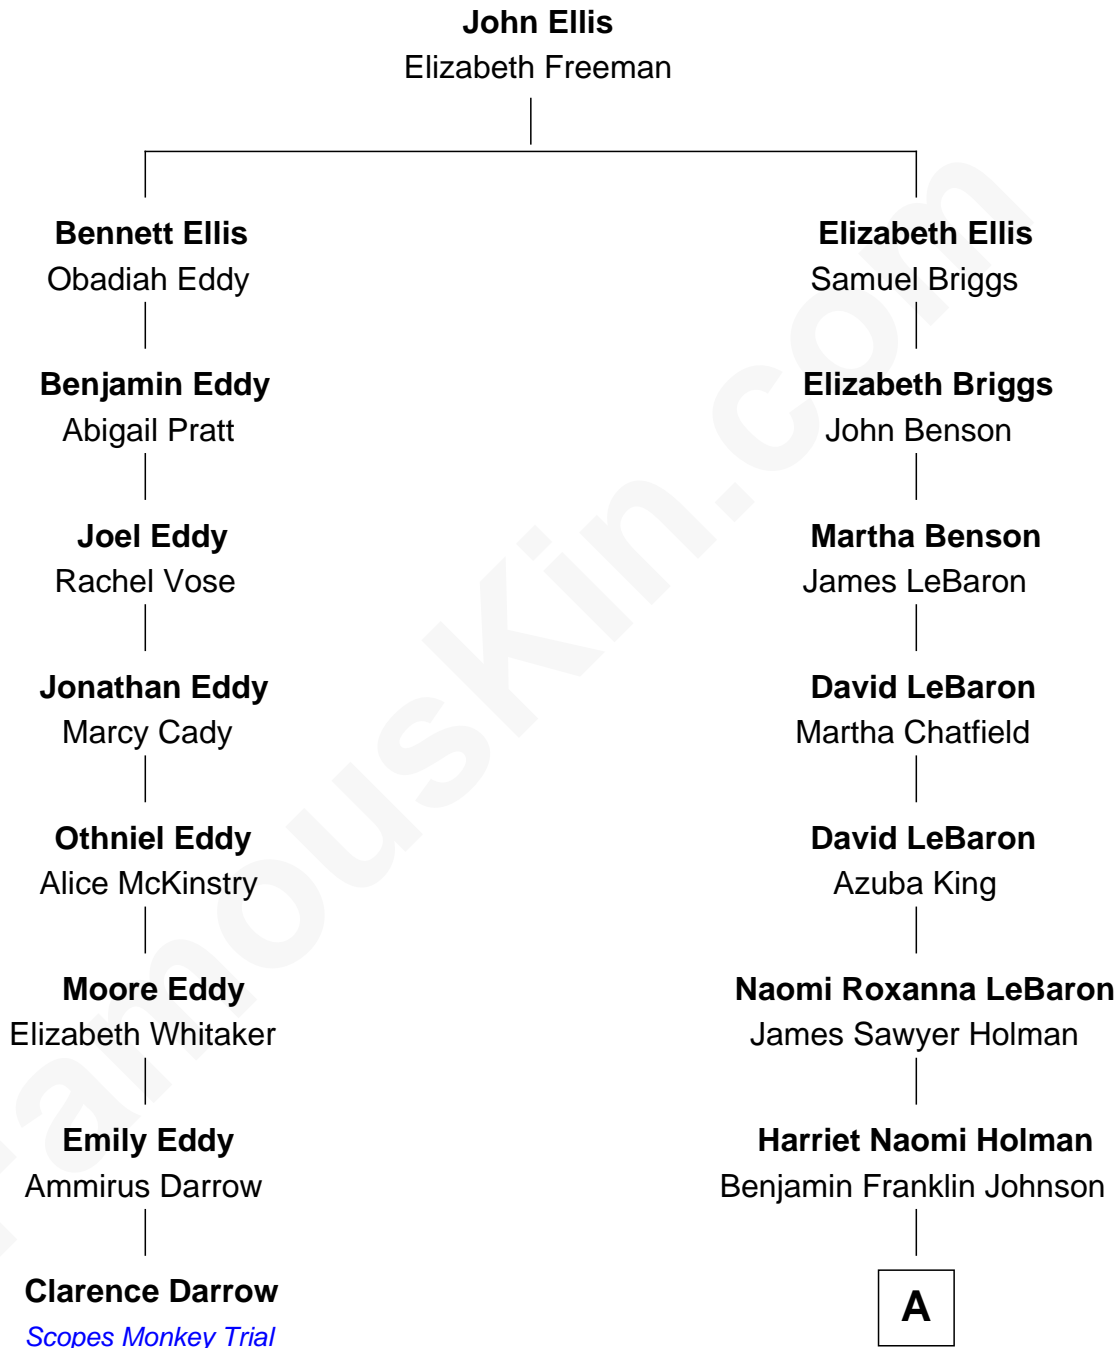 John Ellis
Elizabeth Freeman
Bennett Ellis
Obadiah Eddy
Elizabeth Ellis
Samuel Briggs
Benjamin Eddy
Abigail Pratt
Elizabeth Briggs
John Benson
Joel Eddy
Rachel Vose
Martha Benson
James LeBaron
Jonathan Eddy
Marcy Cady
David LeBaron
Martha Chatfield
Othniel Eddy
Alice McKinstry
David LeBaron
Azuba King
Moore Eddy
Elizabeth Whitaker
Naomi Roxanna LeBaron
James Sawyer Holman
Emily Eddy
Ammirus Darrow
Harriet Naomi Holman
Benjamin Franklin Johnson
Clarence Darrow
Scopes Monkey Trial
A
FamousKin.com